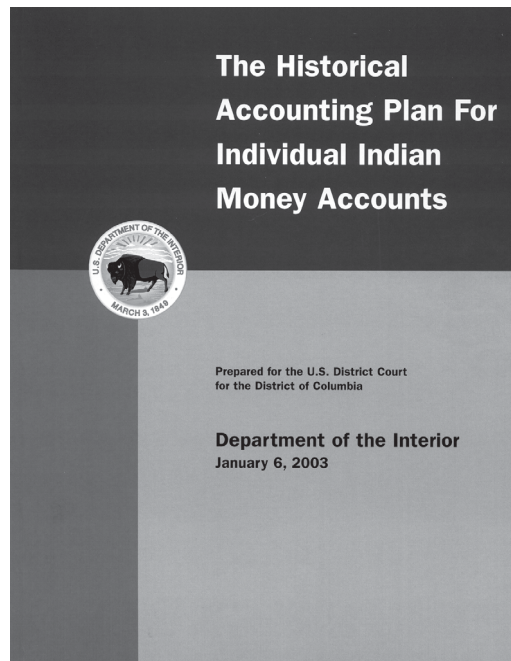 The Historical
Accounting Plan For
Individual Indian
Money Accounts
U.S. DEPARTMENT OF THE INTERIOR
MARCH 3, 1849
Prepared for the U.S. District Court
for the District of Columbia
Department of the Interior
January 6, 2003